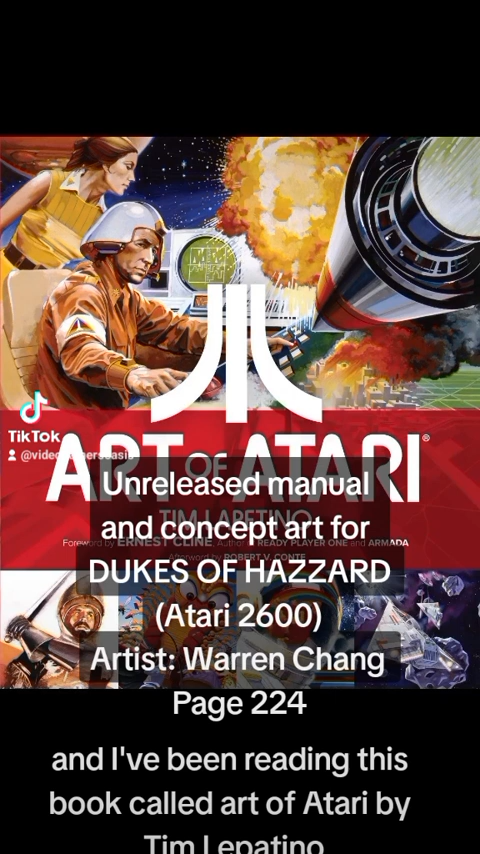 TikTok
ART OF ATARI®
Unreleased manual
and concept art for
TIM LAPETINO
Foreword by ERNEST CLINE, Author of READY PLAYER ONE and ARMADA
DUKES OF HAZZARD
Afterword by ROBERT V. CONTE
(Atari 2600)
Artist: Warren Chang
Page 224
and I've been reading this
book called art of Atari by
Tim Lepatino